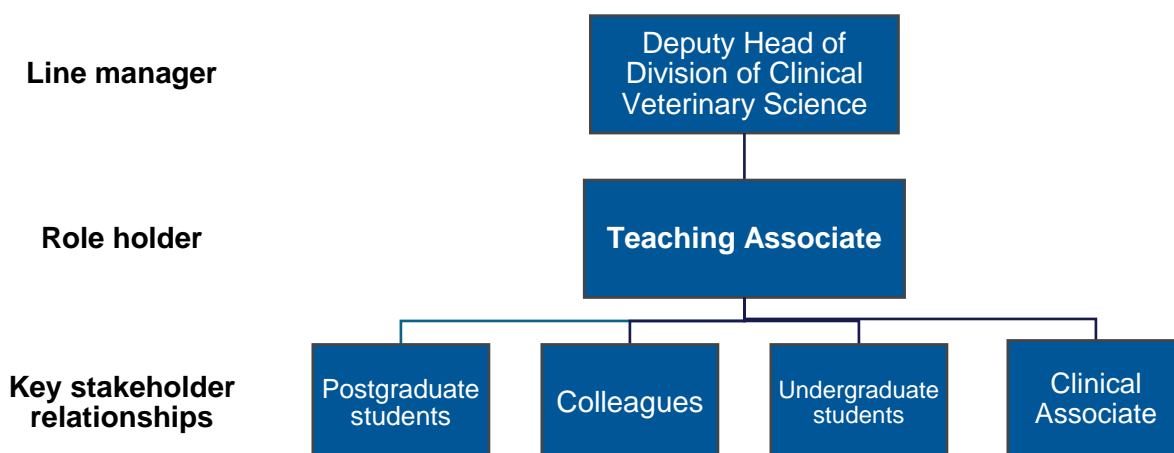 Line manager
Deputy Head of
Division of Clinical
Veterinary Science
Role holder
Teaching Associate
Key stakeholder
relationships
Postgraduate
students
Colleagues
Undergraduate
students
Clinical
Associate